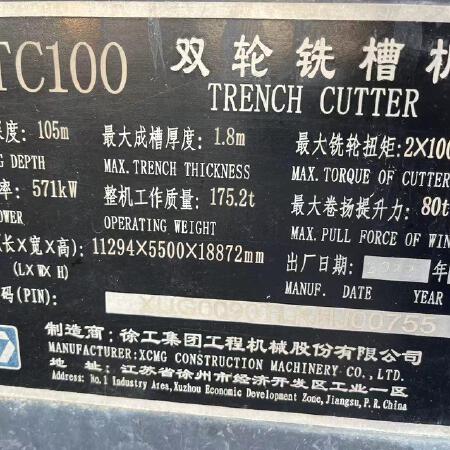 TC100 双轮铣槽机
TRENCH CUTTER
度: 105m 最大成槽厚度: 1.8m 最大铣轮扭矩: 2X100
G DEPTH MAX. TRENCH THICKNESS MAX. TORQUE OF CUTTER
率: 571kW 整机工作质量: 175.2t 最大卷扬提升力: 80t
OWER OPERATING WEIGHT MAX. PULL FORCE OF WIN
长X宽X高): 11294X5500X18872mm 出厂日期: 年
(LX WX H) MANUF. DATE YEAR
码(PIN):
制造商: 徐工集团工程机械股份有限公司
MANUFACTURER: XCMG CONSTRUCTION MACHINERY CO., LTD.
地 址: 江苏省徐州市经济开发区工业一区
Address: No.1 Industry Area, Xuzhou Economic Development Zone, Jiangsu, P.R. China